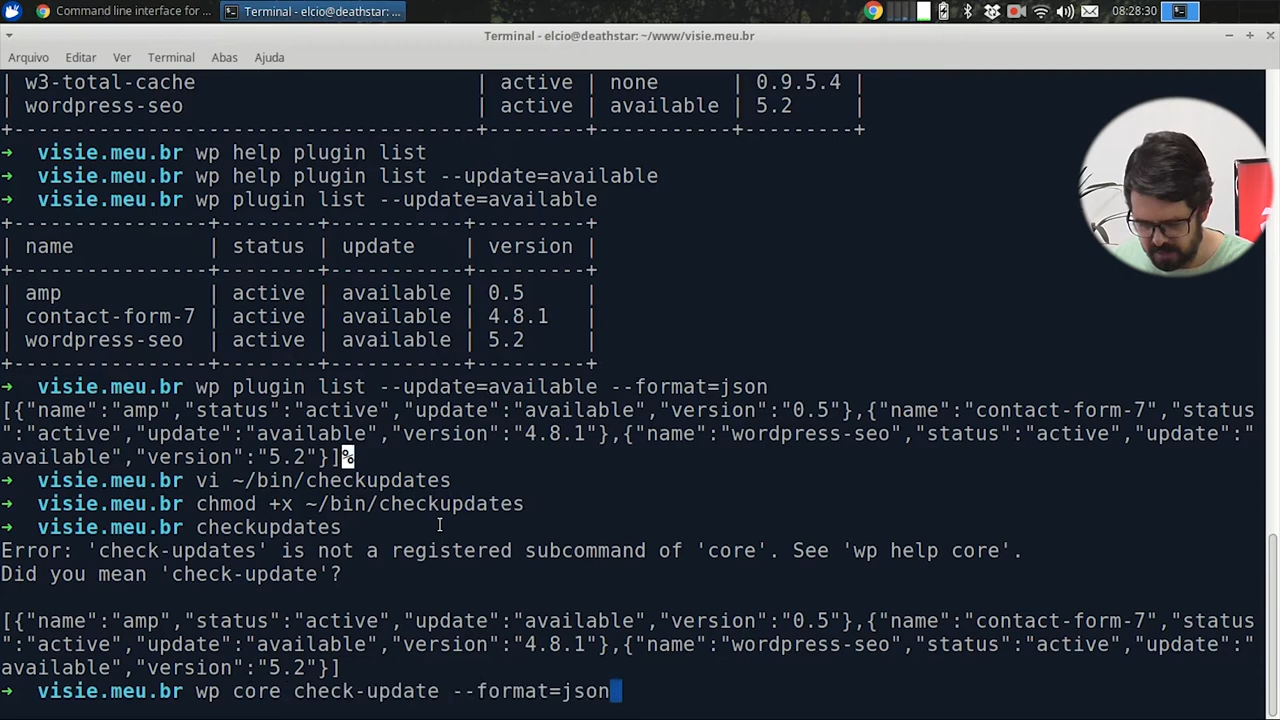 Command line interface for ...
Terminal - elcio@deathstar: ...
08:28:30
Terminal - elcio@deathstar: ~/www/visie.meu.br
Arquivo Editar Ver Terminal Abas Ajuda
| w3-total-cache | active | none | 0.9.5.4 |
| wordpress-seo | active | available | 5.2 |
+---------------------------------------+--------+-----------+---------+
➜ visie.meu.br wp help plugin list
➜ visie.meu.br wp help plugin list --update=available
➜ visie.meu.br wp plugin list --update=available
+-----------------+--------+-----------+---------+
| name | status | update | version |
+-----------------+--------+-----------+---------+
| amp | active | available | 0.5 |
| contact-form-7 | active | available | 4.8.1 |
| wordpress-seo | active | available | 5.2 |
+-----------------+--------+-----------+---------+
➜ visie.meu.br wp plugin list --update=available --format=json
[{"name":"amp","status":"active","update":"available","version":"0.5"},{"name":"contact-form-7","status
":"active","update":"available","version":"4.8.1"},{"name":"wordpress-seo","status":"active","update":"
available","version":"5.2"}]%
➜ visie.meu.br vi ~/bin/checkupdates
➜ visie.meu.br chmod +x ~/bin/checkupdates
➜ visie.meu.br checkupdates
Error: 'check-updates' is not a registered subcommand of 'core'. See 'wp help core'.
Did you mean 'check-update'?
[{"name":"amp","status":"active","update":"available","version":"0.5"},{"name":"contact-form-7","status
":"active","update":"available","version":"4.8.1"},{"name":"wordpress-seo","status":"active","update":"
available","version":"5.2"}]
➜ visie.meu.br wp core check-update --format=json